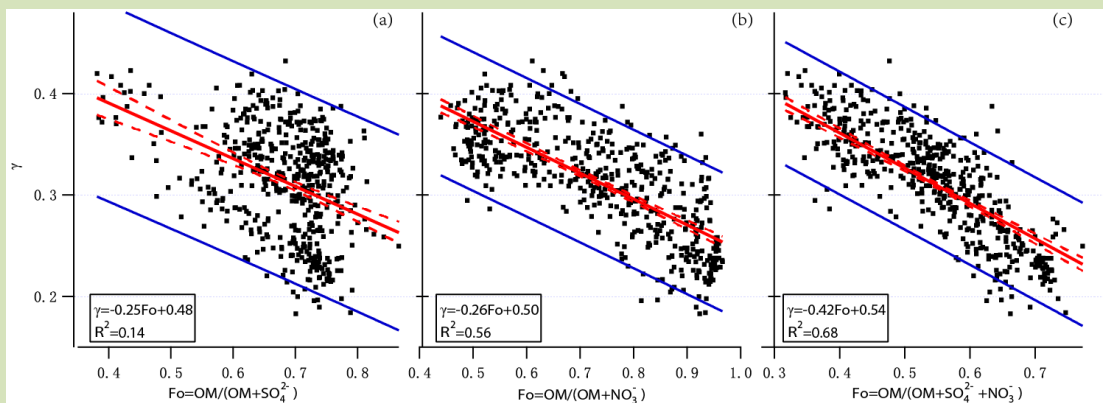 (a)
(b)
(c)
γ
0.4
0.3
0.2
γ=-0.25Fo+0.48
R²=0.14
γ=-0.26Fo+0.50
R²=0.56
γ=-0.42Fo+0.54
R²=0.68
0.4 0.5 0.6 0.7 0.8
0.4 0.5 0.6 0.7 0.8 0.9 1.0
0.3 0.4 0.5 0.6 0.7
Fo=OM/(OM+SO₄²⁻)
Fo=OM/(OM+NO₃⁻)
Fo=OM/(OM+SO₄²⁻+NO₃⁻)